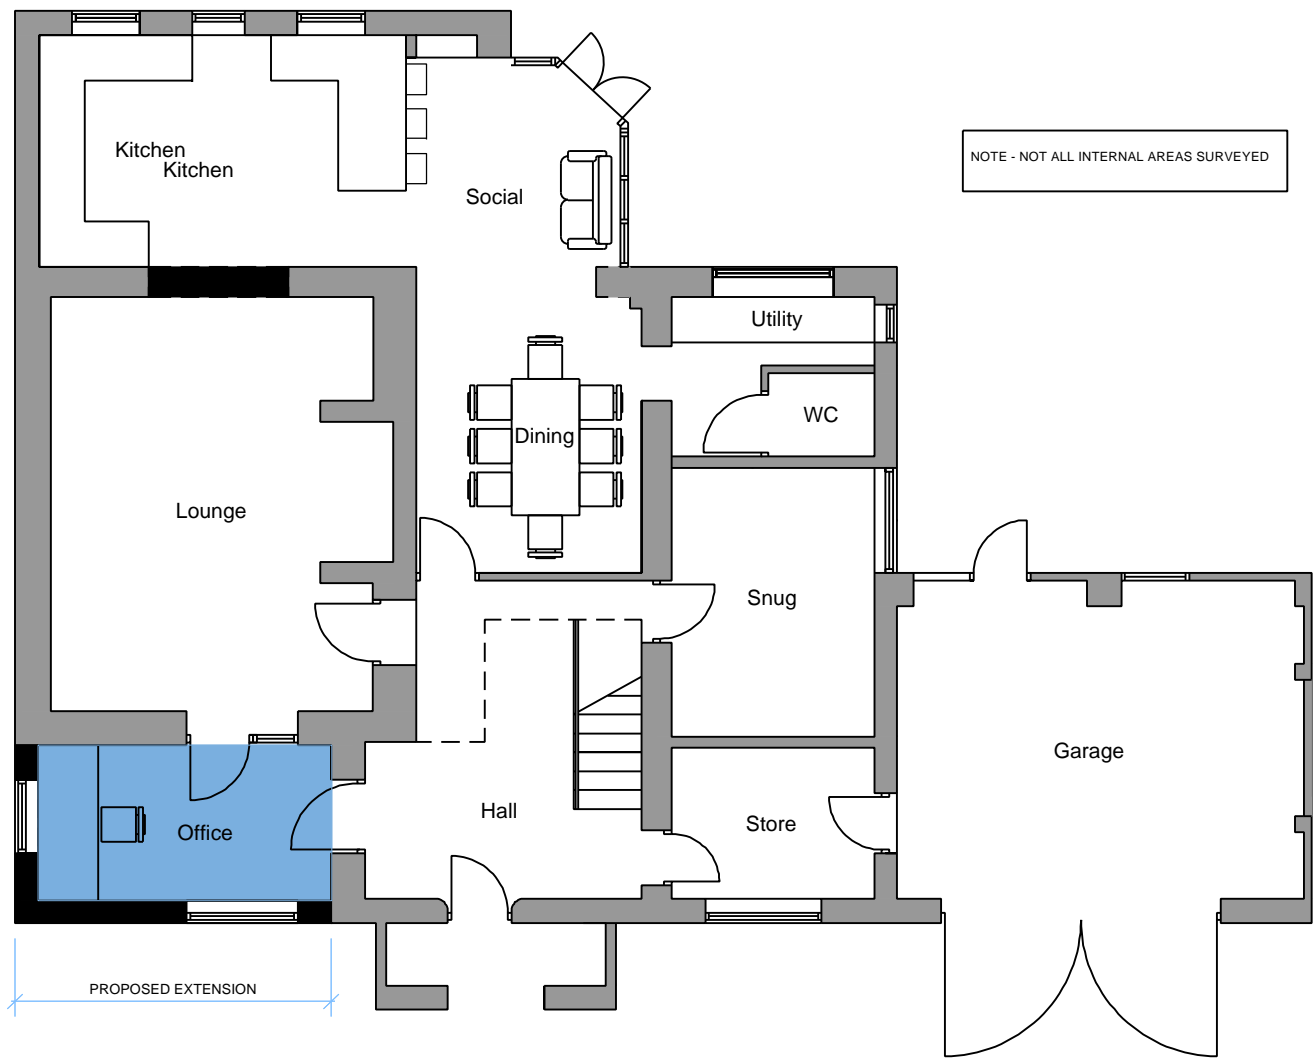 Kitchen
Kitchen
NOTE - NOT ALL INTERNAL AREAS SURVEYED
Social
Utility
WC
Dining
Lounge
Snug
Garage
Hall
Store
Office
PROPOSED EXTENSION